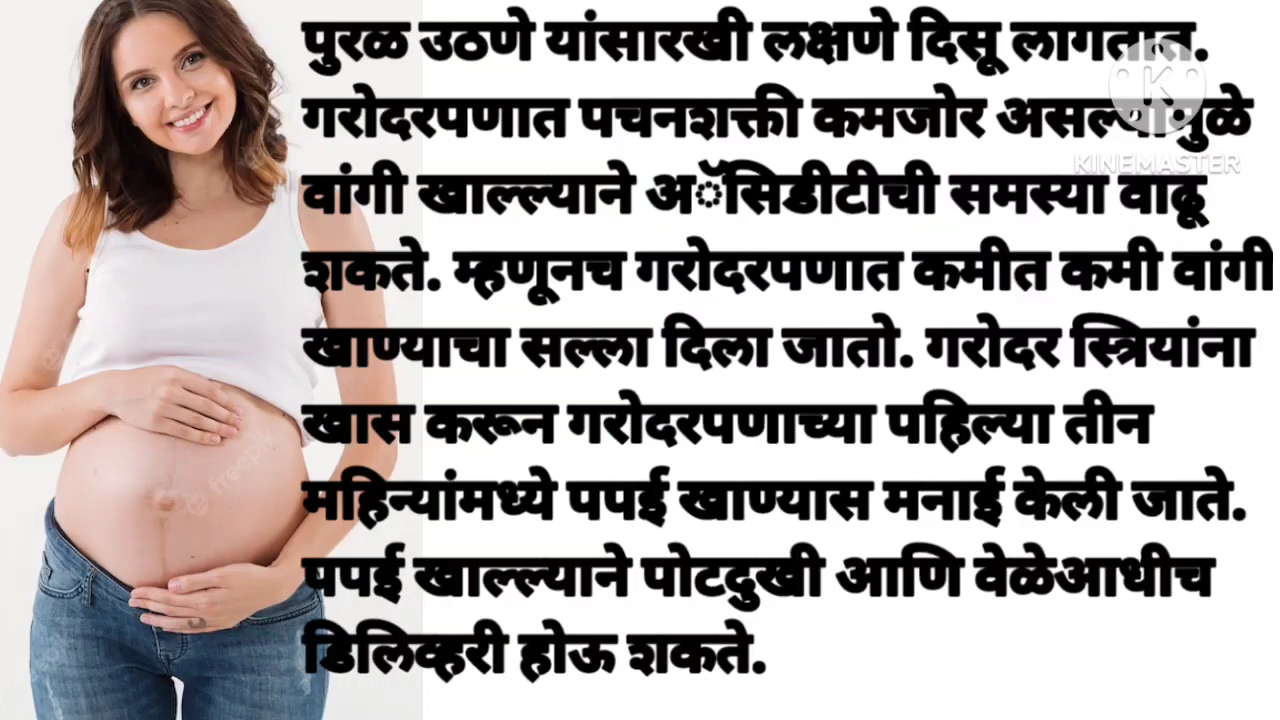 पुरळ उठणे यांसारखी लक्षणे दिसू लागतात.
गरोदरपणात पचनशक्ती कमजोर असल्यामुळे
वांगी खाल्ल्याने अॅसिडीटीची समस्या वाढू
शकते. म्हणूनच गरोदरपणात कमीत कमी वांगी
खाण्याचा सल्ला दिला जातो. गरोदर स्त्रियांना
खास करून गरोदरपणाच्या पहिल्या तीन
महिन्यांमध्ये पपई खाण्यास मनाई केली जाते.
पपई खाल्ल्याने पोटदुखी आणि वेळेआधीच
डिलिव्हरी होऊ शकते.
K
KINEMASTER
freepik